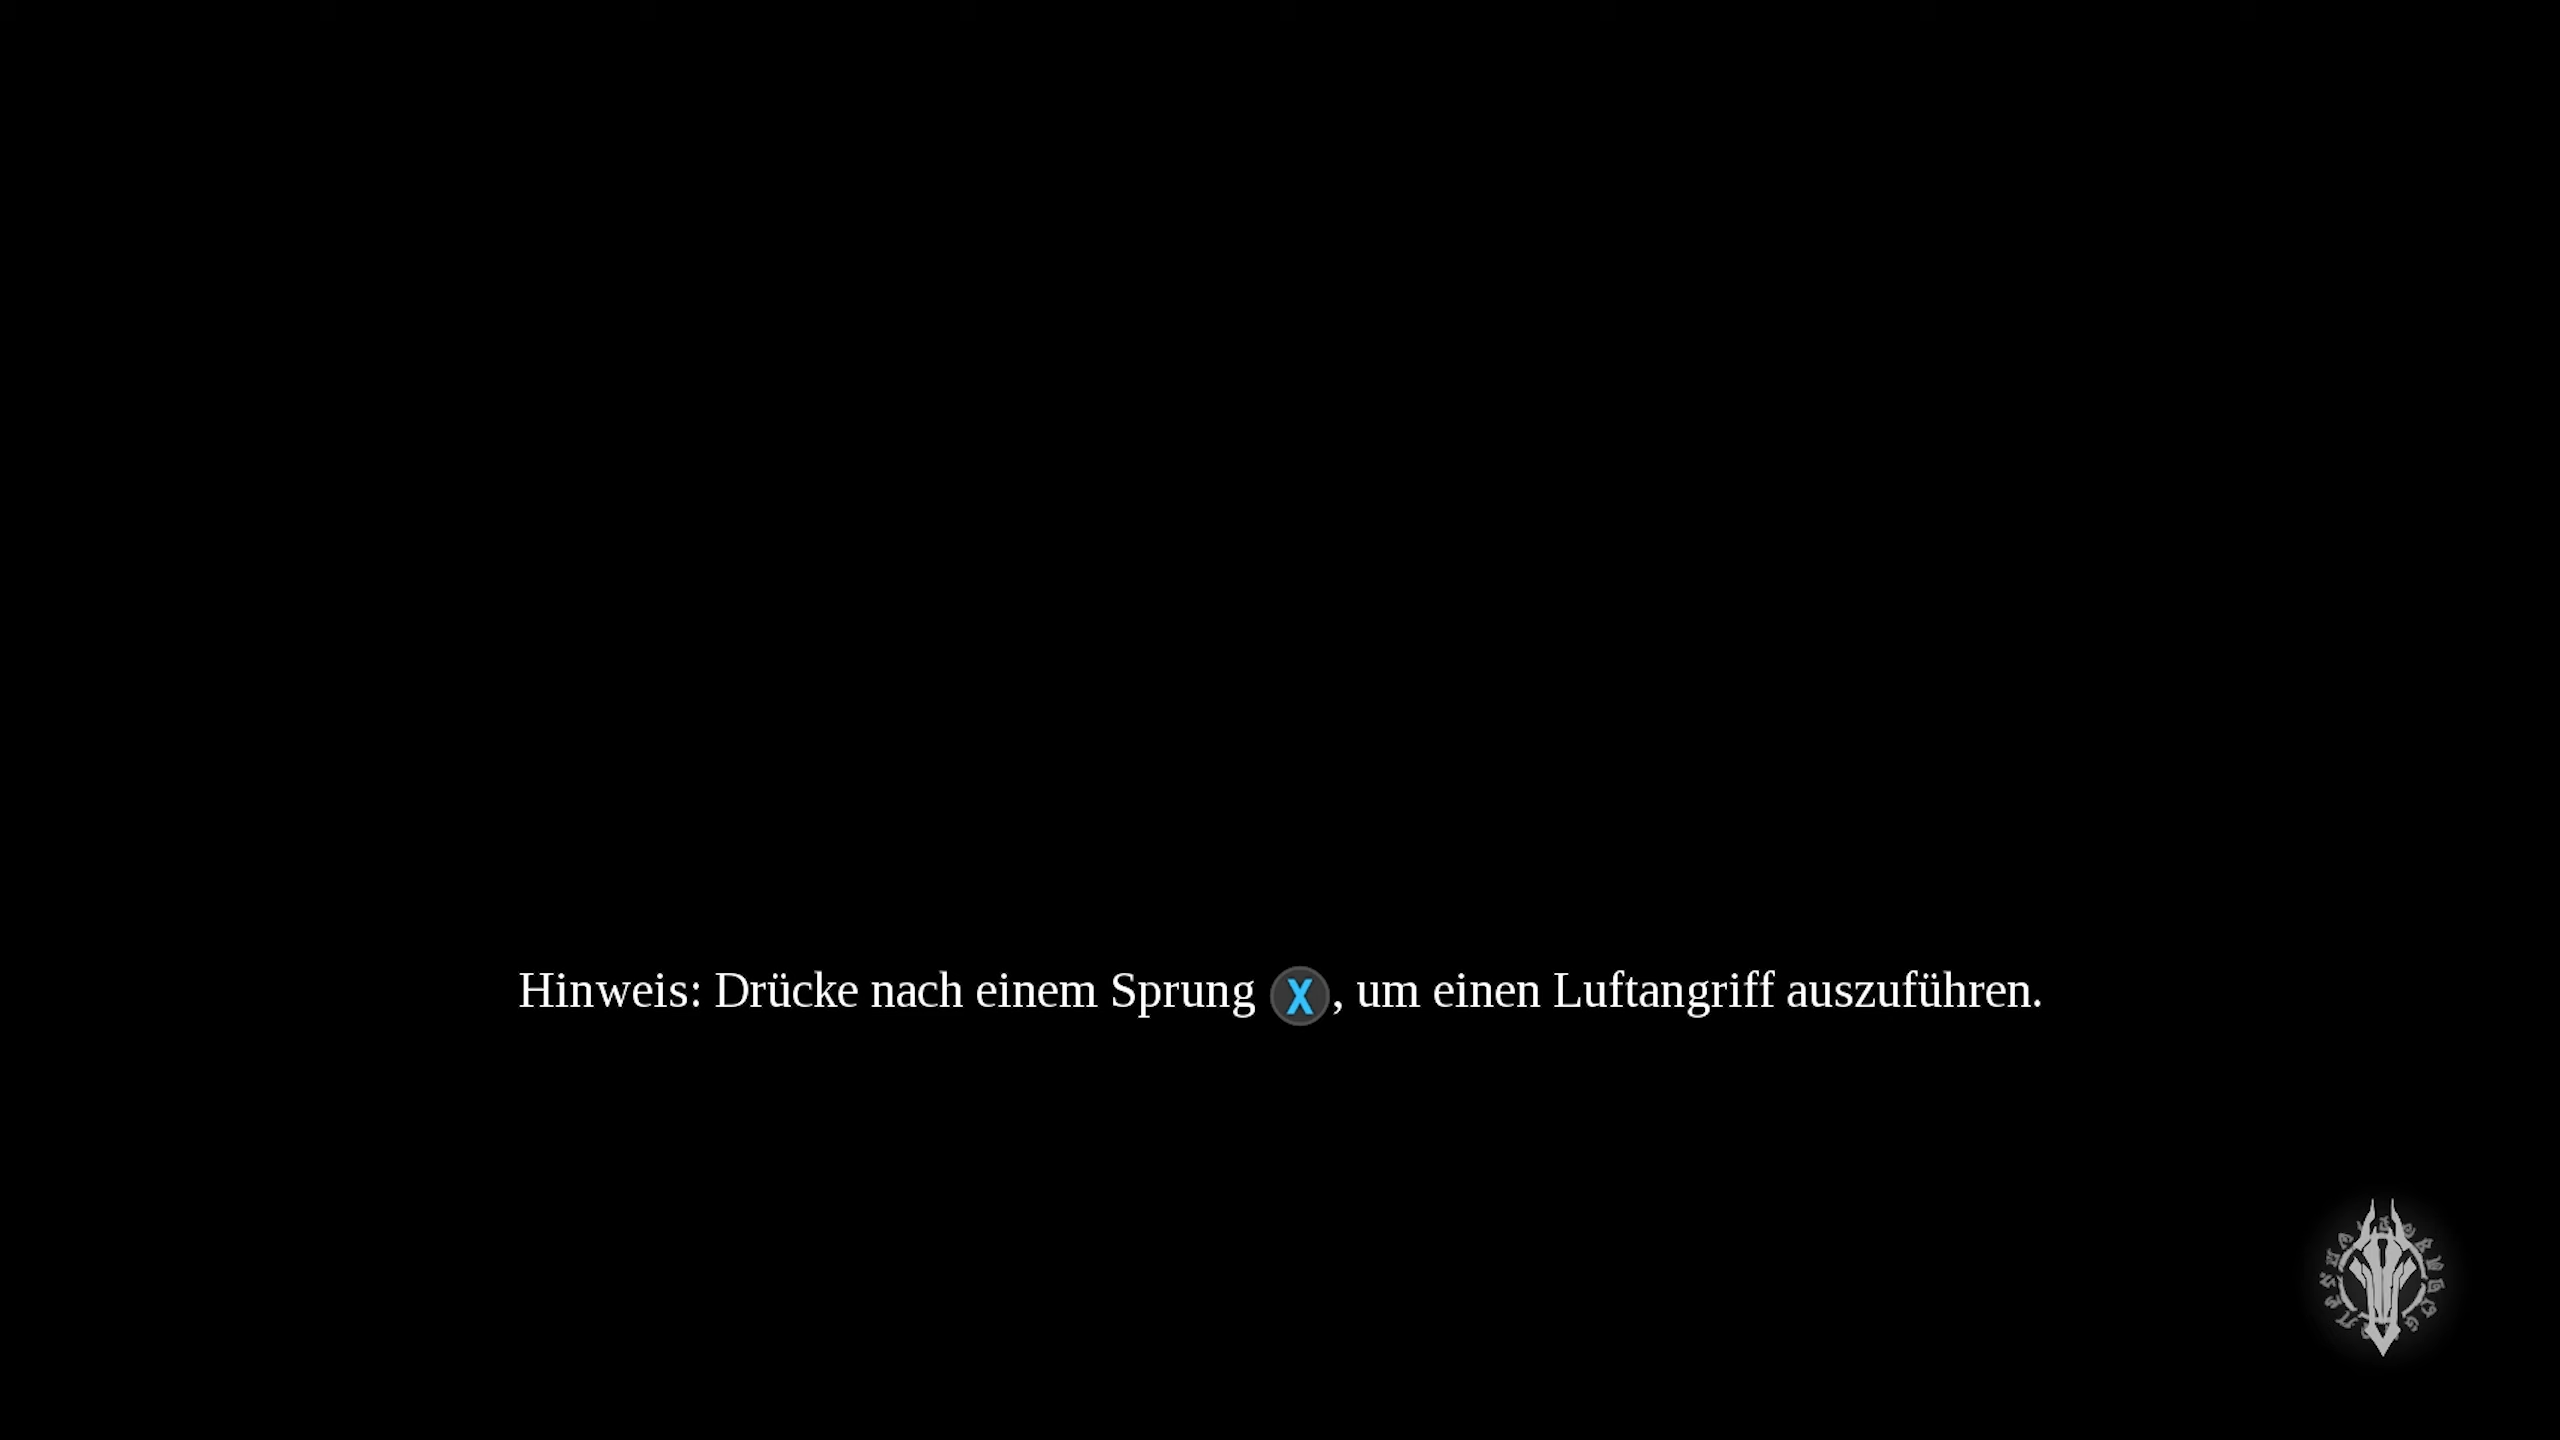 Hinweis: Drücke nach einem Sprung X, um einen Luftangriff auszuführen.